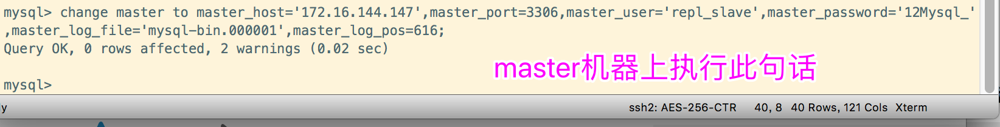 mysql> change master to master_host='172.16.144.147',master_port=3306,master_user='repl_slave',master_password='12Mysql_'
,master_log_file='mysql-bin.000001',master_log_pos=616;
Query OK, 0 rows affected, 2 warnings (0.02 sec)
master机器上执行此句话
mysql>
ly
ssh2: AES-256-CTR 40, 8 40 Rows, 121 Cols Xterm